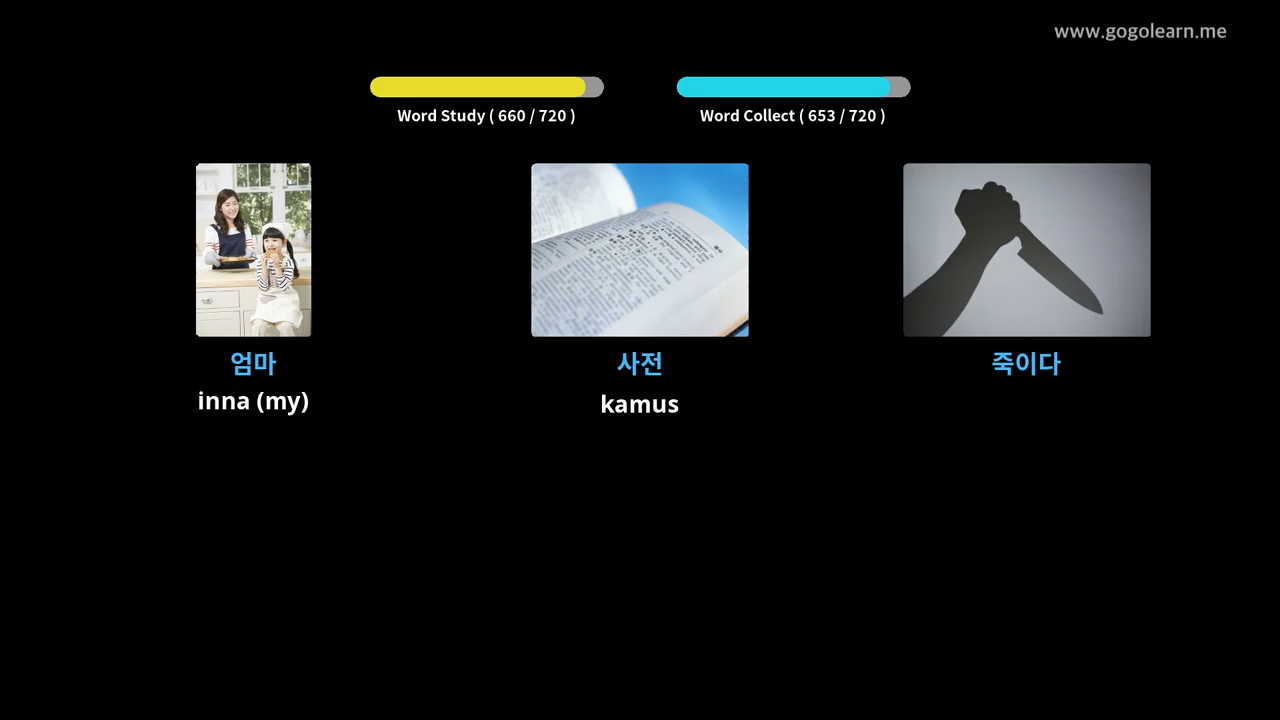 www.gogolearn.me
Word Study ( 660 / 720 )
Word Collect ( 653 / 720 )
엄마
사전
죽이다
inna (my)
kamus